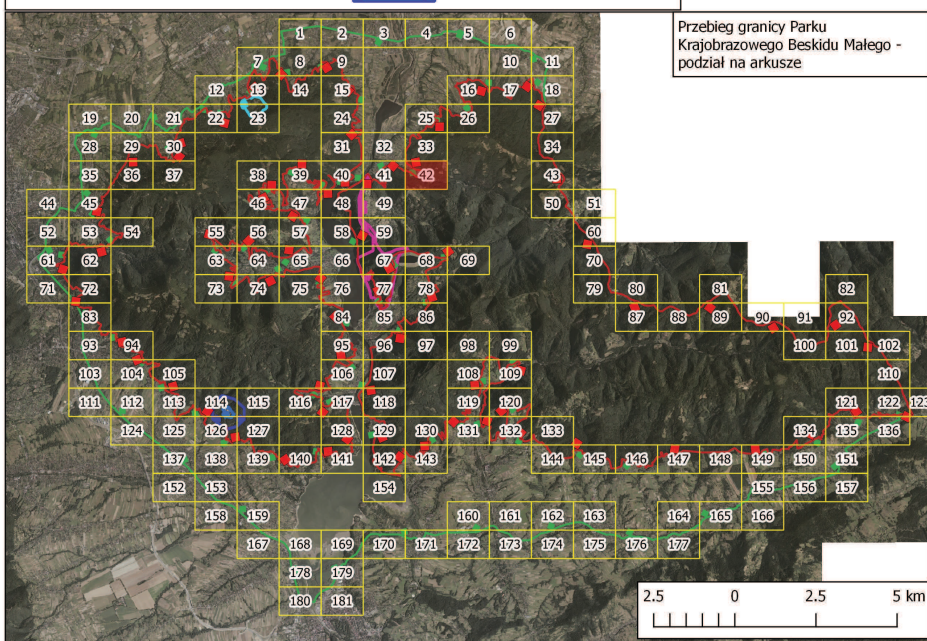 Przebieg granicy Parku
Krajobrazowego Beskidu Małego -
podział na arkusze
1 2 3 4 5 6
7 8 9 10 11
12 13 14 15 16 17 18
19 20 21 22 23 24 25 26 27
28 29 30 31 32 33 34
35 36 37 38 39 40 41 42 43
44 45 46 47 48 49 50 51
52 53 54 55 56 57 58 59 60
61 62 63 64 65 66 67 68 69 70
71 72 73 74 75 76 77 78 79 80 81 82
83 84 85 86 87 88 89 90 91 92
93 94 95 96 97 98 99 100 101 102
103 104 105 106 107 108 109 110
111 112 113 114 115 116 117 118 119 120 121 122 123
124 125 126 127 128 129 130 131 132 133 134 135 136
137 138 139 140 141 142 143 144 145 146 147 148 149 150 151
152 153 154 155 156 157
158 159 160 161 162 163 164 165 166
167 168 169 170 171 172 173 174 175 176 177
178 179
180 181
2.5 0 2.5 5 km